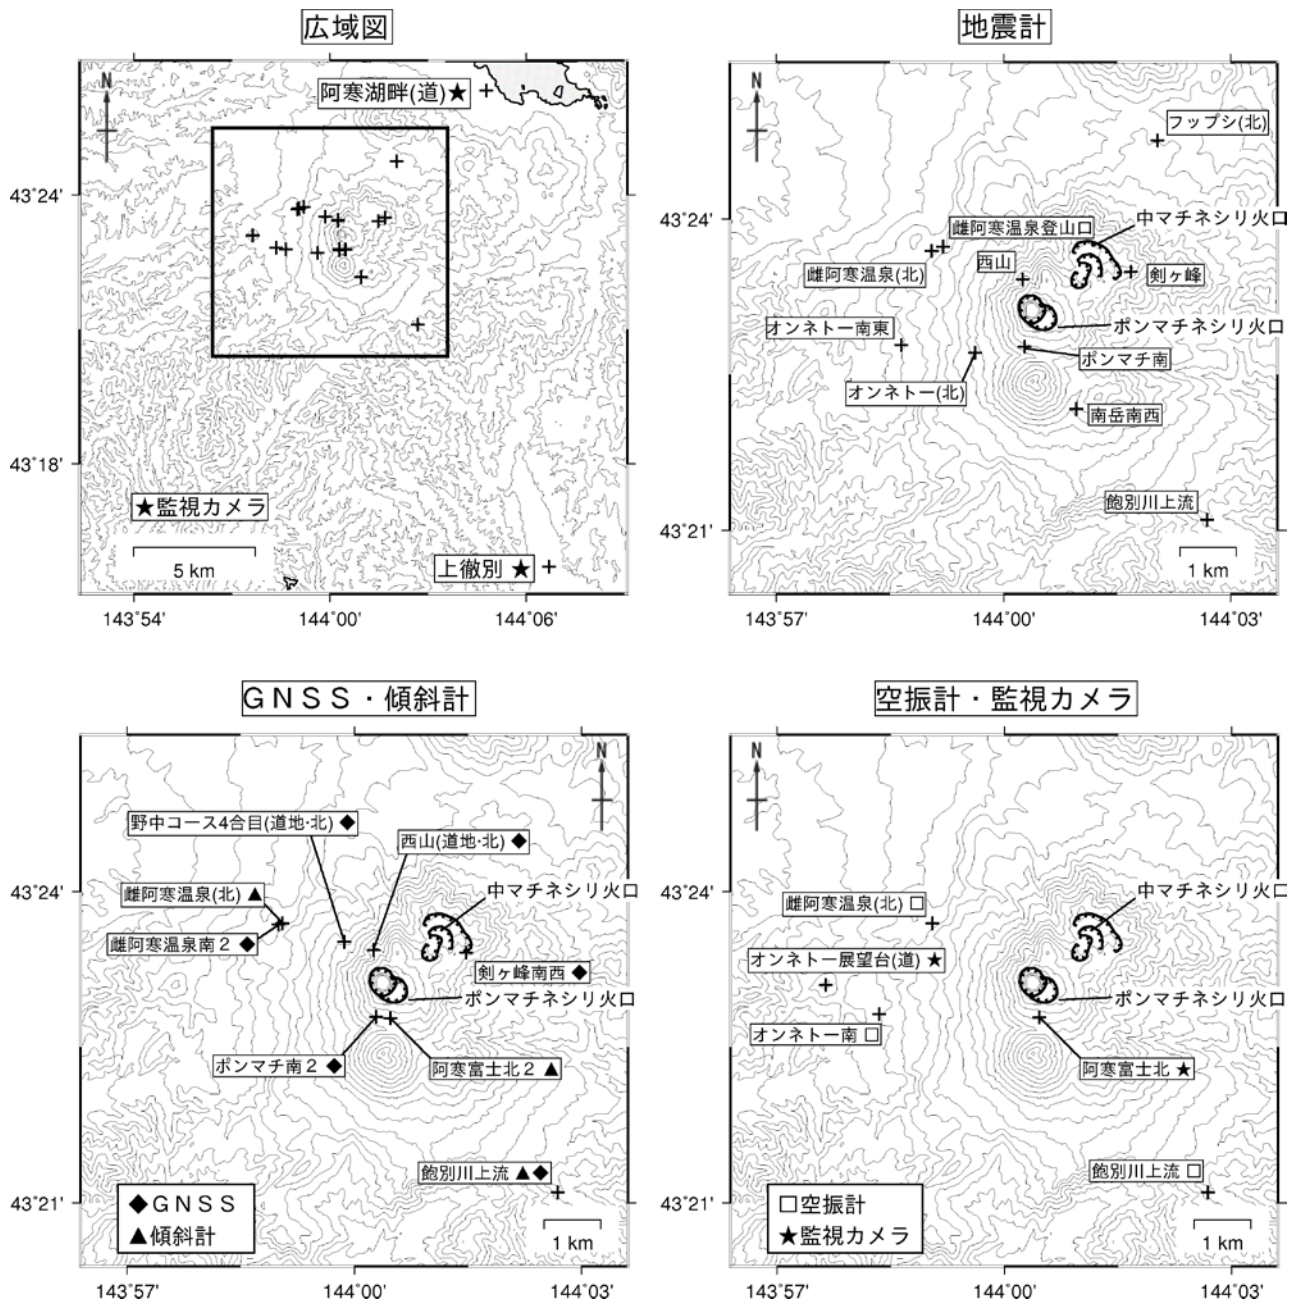 広域図
N
阿寒湖畔(道)★
43°24'
43°18'
★監視カメラ
5 km
上徹別 ★
143°54'
144°00'
144°06'
地震計
N
フップシ(北)
43°24'
中マチネシリ火口
雌阿寒温泉登山口
西山
雌阿寒温泉(北)
剣ヶ峰
オンネトー南東
ポンマチネシリ火口
ポンマチ南
オンネトー(北)
南岳南西
飽別川上流
43°21'
1 km
143°57'
144°00'
144°03'
GNSS・傾斜計
N
野中コース4合目(道地・北) ◆
西山(道地・北) ◆
43°24'
雌阿寒温泉(北) ▲
中マチネシリ火口
雌阿寒温泉南2 ◆
剣ヶ峰南西 ◆
ポンマチネシリ火口
ポンマチ南2 ◆
阿寒富士北2 ▲
飽別川上流 ▲◆
43°21'
◆GNSS
▲傾斜計
1 km
143°57'
144°00'
144°03'
空振計・監視カメラ
N
43°24'
中マチネシリ火口
雌阿寒温泉(北) □
オンネトー展望台(道) ★
ポンマチネシリ火口
オンネトー南 □
阿寒富士北 ★
飽別川上流 □
43°21'
□空振計
★監視カメラ
1 km
143°57'
144°00'
144°03'